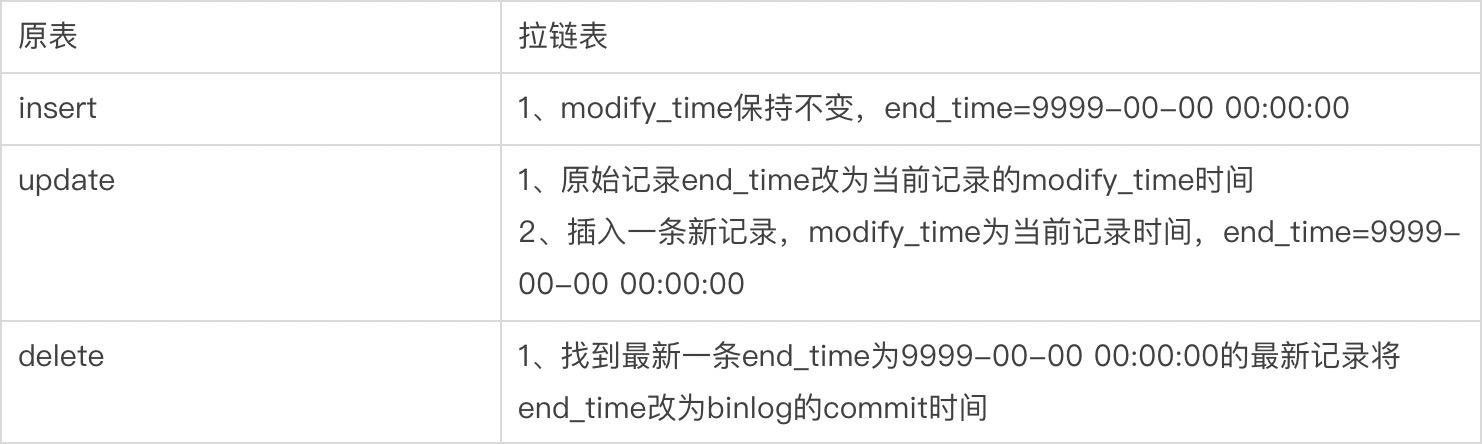 原表
拉链表
insert
1、modify_time保持不变，end_time=9999-00-00 00:00:00
update
1、原始记录end_time改为当前记录的modify_time时间
2、插入一条新记录，modify_time为当前记录时间，end_time=9999-
00-00 00:00:00
delete
1、找到最新一条end_time为9999-00-00 00:00:00的最新记录将
end_time改为binlog的commit时间